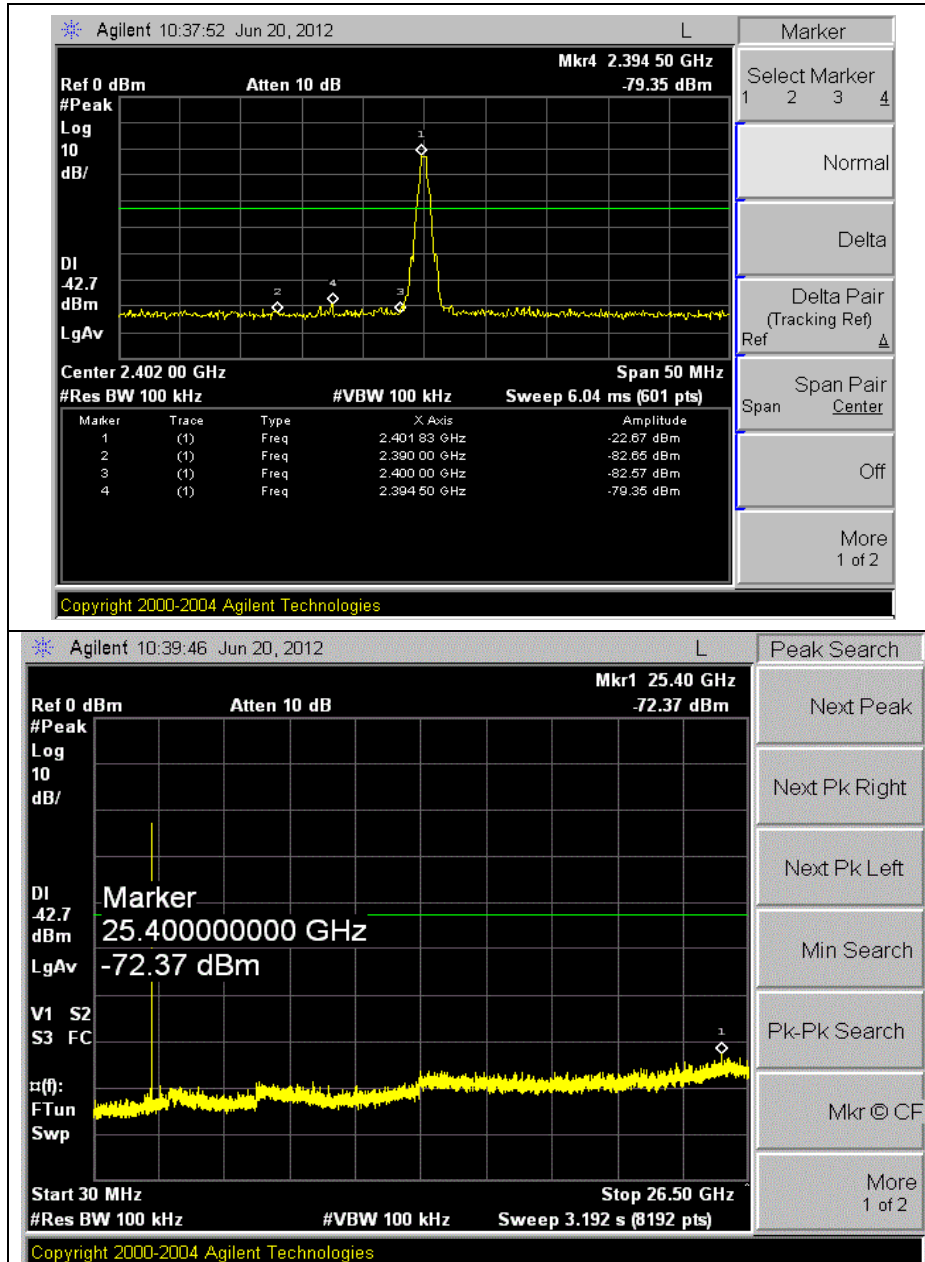 Agilent 10:37:52 Jun 20, 2012 L Marker
Mkr4 2.394 50 GHz
Ref 0 dBm Atten 10 dB -79.35 dBm
#Peak
Log
10
dB/
DI
-42.7
dBm
LgAv
1
2
4
3
Center 2.402 00 GHz Span 50 MHz
#Res BW 100 kHz #VBW 100 kHz Sweep 6.04 ms (601 pts)
Marker Trace Type X Axis Amplitude
1 (1) Freq 2.401 83 GHz -22.67 dBm
2 (1) Freq 2.390 00 GHz -82.65 dBm
3 (1) Freq 2.400 00 GHz -82.57 dBm
4 (1) Freq 2.394 50 GHz -79.35 dBm
Select Marker
1 2 3 4
Normal
Delta
Delta Pair
(Tracking Ref)
Ref Δ
Span Pair
Span Center
Off
More
1 of 2
Copyright 2000-2004 Agilent Technologies
Agilent 10:39:46 Jun 20, 2012 L Peak Search
Mkr1 25.40 GHz
Ref 0 dBm Atten 10 dB -72.37 dBm
#Peak
Log
10
dB/
DI
-42.7
dBm
LgAv
V1 S2
S3 FC
¤(f):
FTun
Swp
Marker
25.400000000 GHz
-72.37 dBm
1
Start 30 MHz Stop 26.50 GHz
#Res BW 100 kHz #VBW 100 kHz Sweep 3.192 s (8192 pts)
Next Peak
Next Pk Right
Next Pk Left
Min Search
Pk-Pk Search
Mkr © CF
More
1 of 2
Copyright 2000-2004 Agilent Technologies